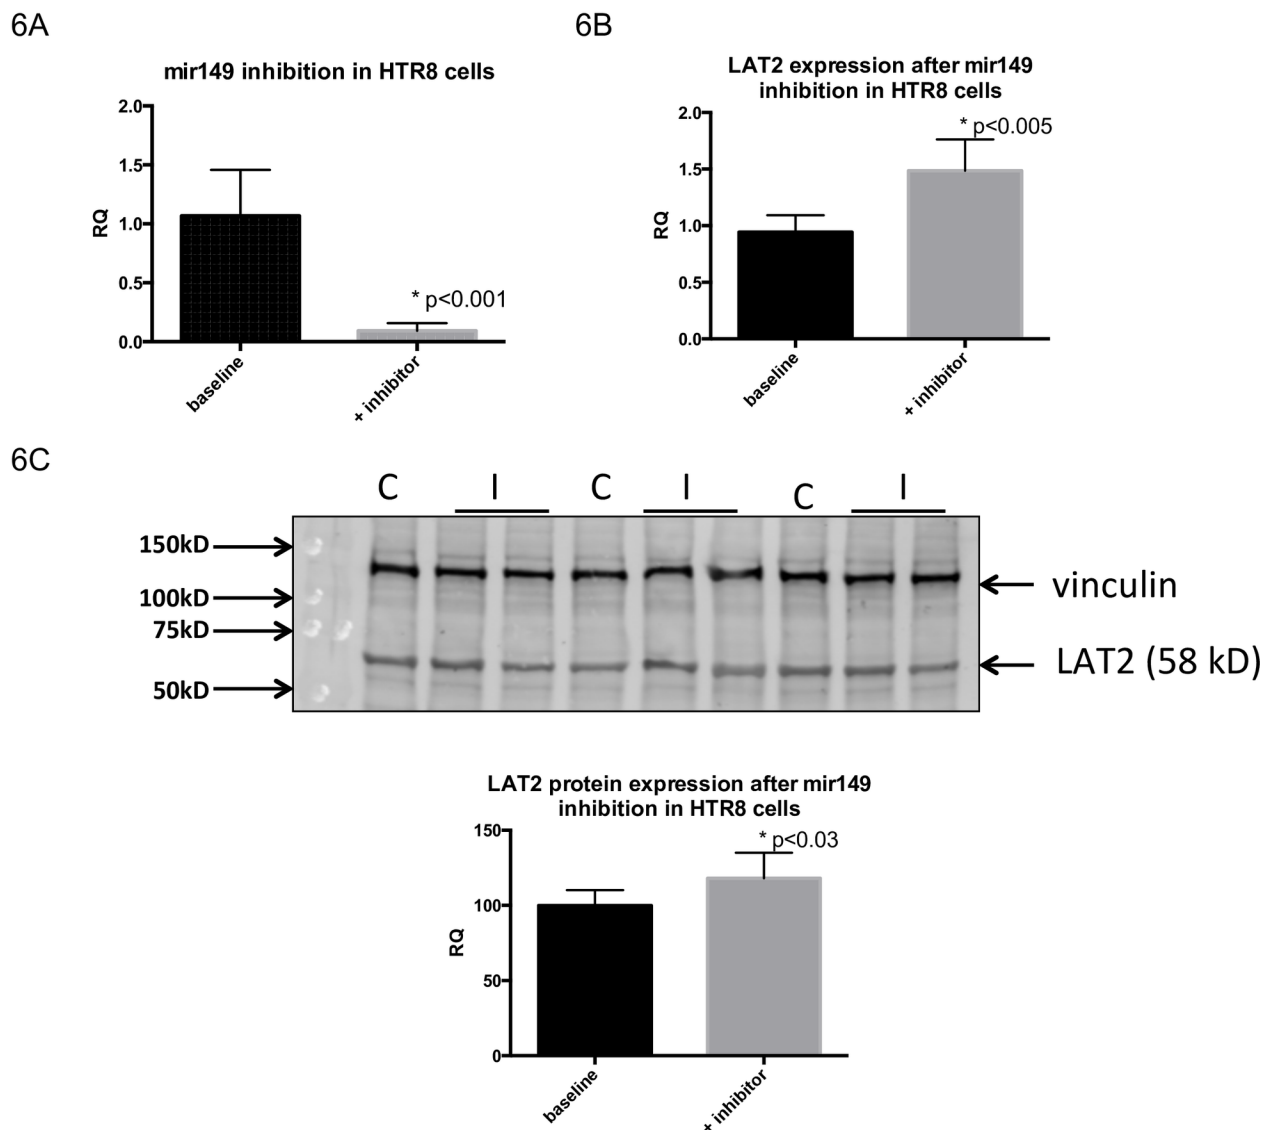 6A
mir149 inhibition in HTR8 cells
2.0
1.5
1.0
0.5
0.0
RQ
* p<0.001
baseline
+ inhibitor
6B
LAT2 expression after mir149
inhibition in HTR8 cells
2.0
1.5
1.0
0.5
0.0
RQ
* p<0.005
baseline
+ inhibitor
6C
C I C I C I
150kD
100kD
75kD
50kD
vinculin
LAT2 (58 kD)
LAT2 protein expression after mir149
inhibition in HTR8 cells
150
100
50
0
RQ
* p<0.03
baseline
+ inhibitor